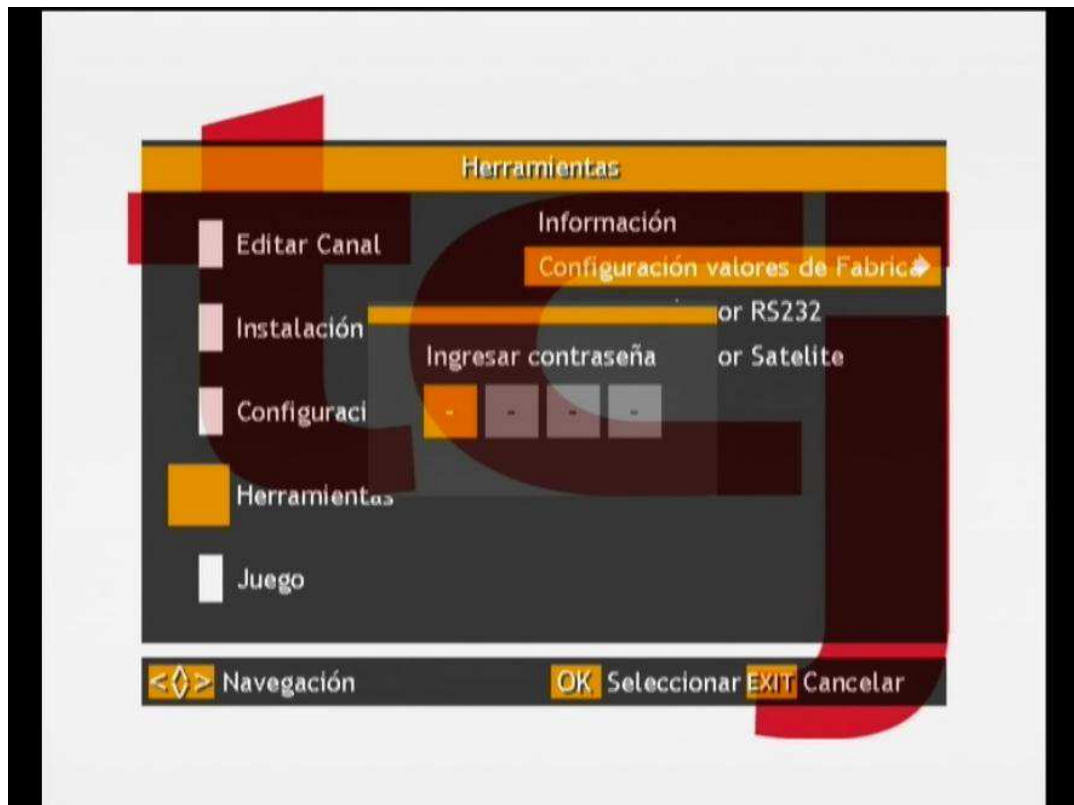 Herramientas
Editar Canal
Instalación
Configuraci
Herramientas
Juego
Información
Configuración valores de Fabrica
or RS232
or Satelite
Ingresar contraseña
- - - -
<◊> Navegación
OK Seleccionar EXIT Cancelar